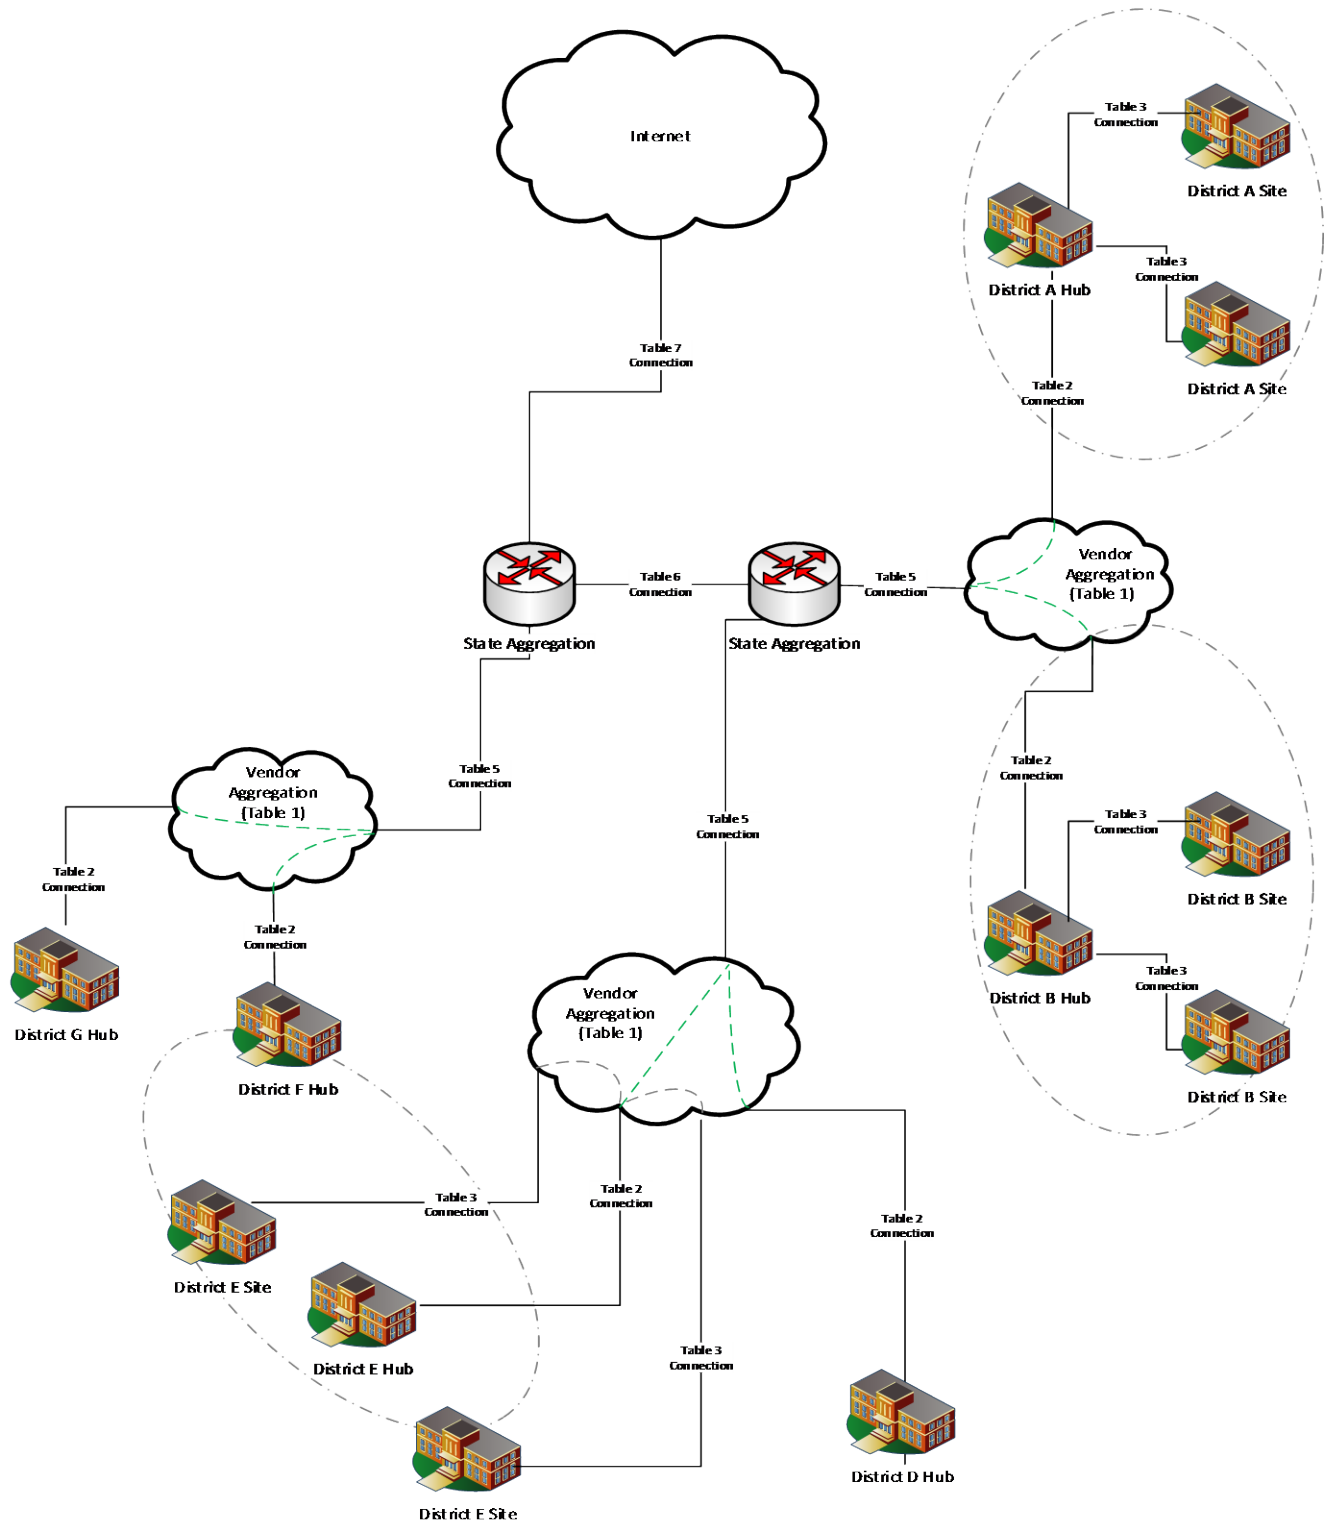 Internet
Table 3
Connection
District A Site
District A Hub
Table 3
Connection
District A Site
Table 7
Connection
Table 2
Connection
Vendor
Aggregation
(Table 1)
Table 6
Connection
Table 5
Connection
State Aggregation
State Aggregation
Table 5
Connection
Vendor
Aggregation
(Table 1)
Table 2
Connection
Table 5
Connection
Table 3
Connection
Table 2
Connection
District B Site
Table 2
Connection
Table 3
Connection
District B Hub
Vendor
Aggregation
(Table 1)
District G Hub
District F Hub
District B Site
Table 3
Connection
Table 2
Connection
Table 2
Connection
District E Site
Table 3
Connection
District E Hub
District D Hub
District E Site